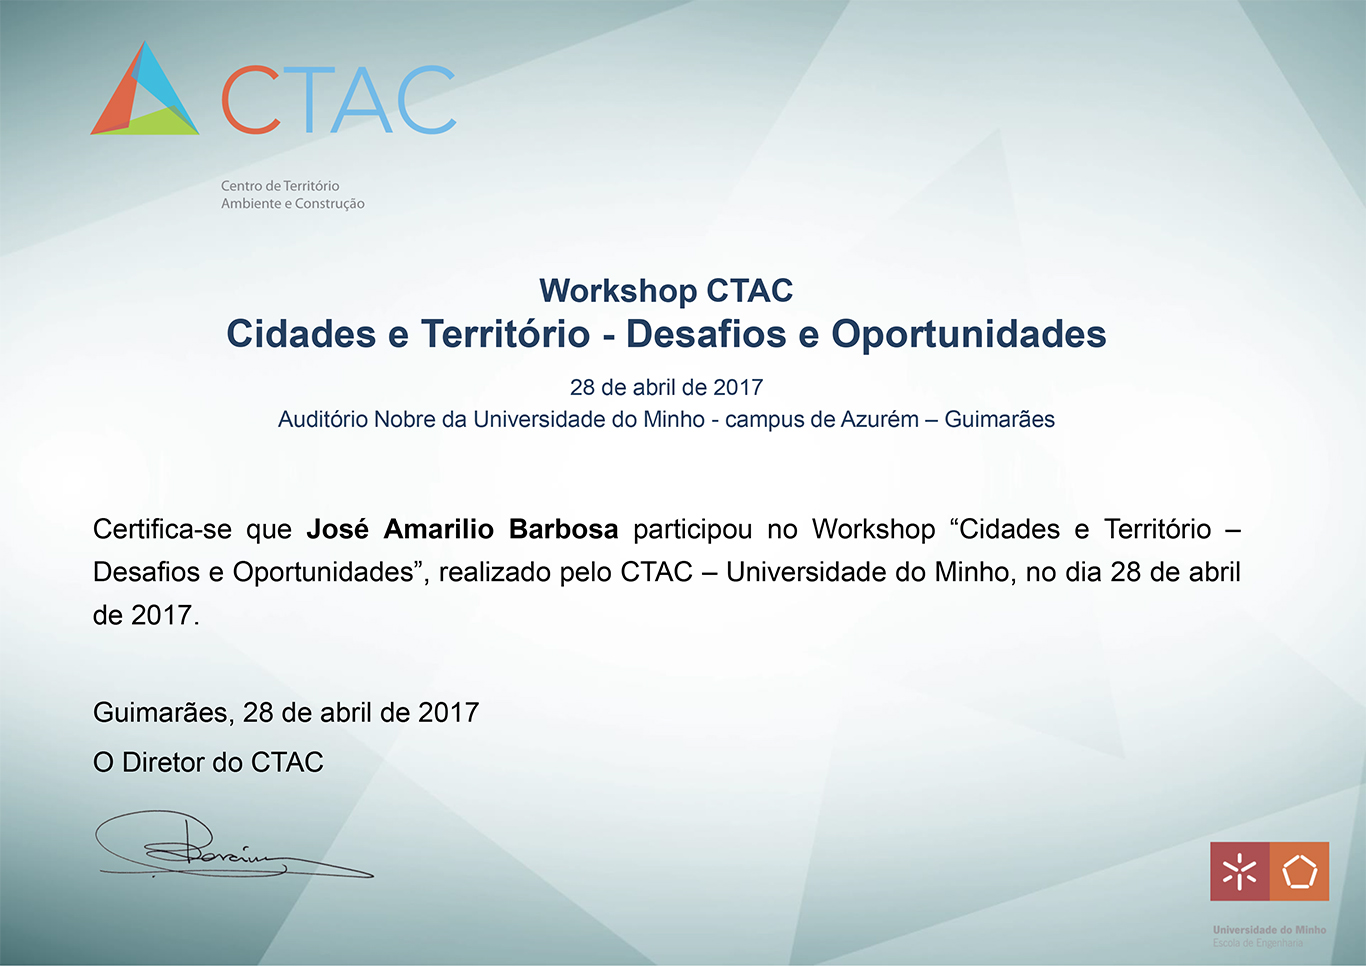 CTAC
Centro de Território
Ambiente e Construção
Workshop CTAC
Cidades e Território - Desafios e Oportunidades
28 de abril de 2017
Auditório Nobre da Universidade do Minho - campus de Azurém – Guimarães
Certifica-se que José Amarilio Barbosa participou no Workshop “Cidades e Território –
Desafios e Oportunidades”, realizado pelo CTAC – Universidade do Minho, no dia 28 de abril
de 2017.
Guimarães, 28 de abril de 2017
O Diretor do CTAC
Universidade do Minho
Escola de Engenharia